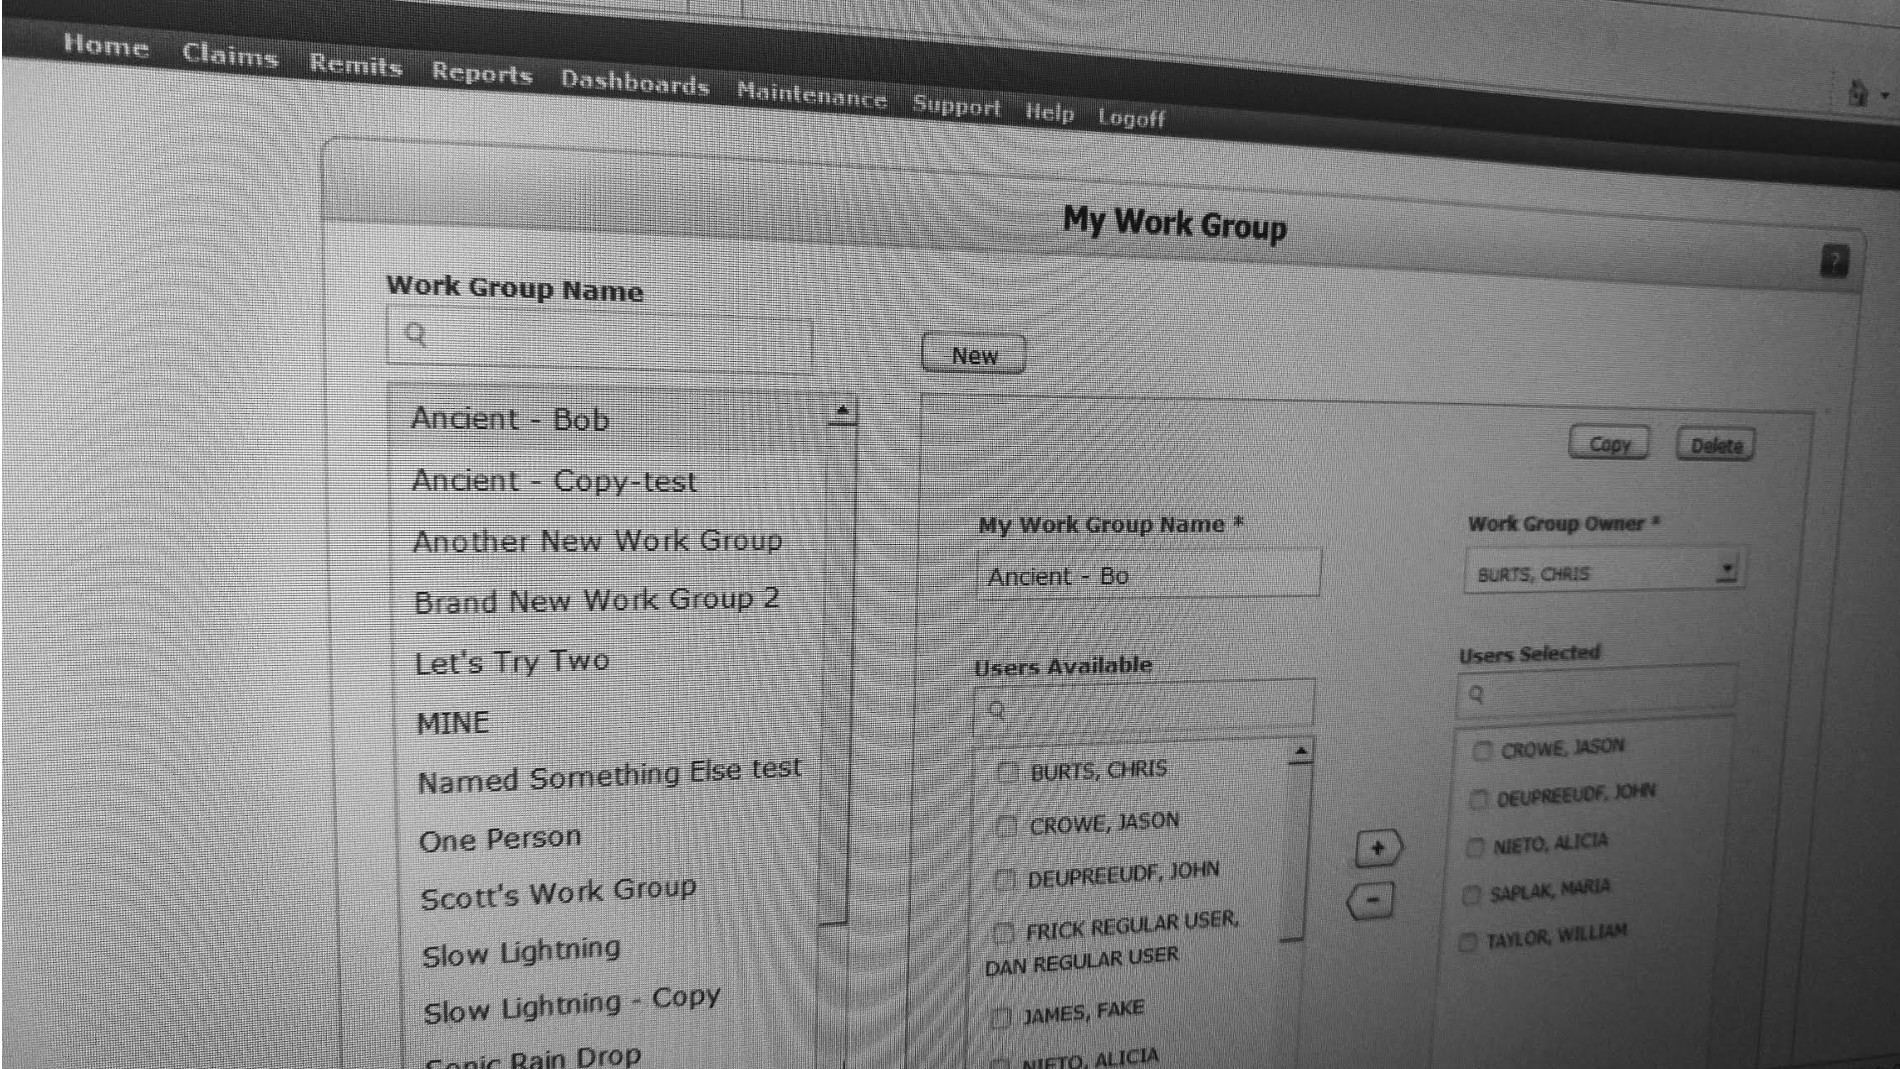 Home Claims Remits Reports Dashboards Maintenance Support Help Logoff
My Work Group
?
Work Group Name
New
Ancient - Bob
Ancient - Copy-test
Another New Work Group
Brand New Work Group 2
Let's Try Two
MINE
Named Something Else test
One Person
Scott's Work Group
Slow Lightning
Slow Lightning - Copy
Sonic Rain Drop
Copy Delete
My Work Group Name *
Ancient - Bo
Work Group Owner *
BURTS, CHRIS
Users Available
BURTS, CHRIS
CROWE, JASON
DEUPREEUDF, JOHN
FRICK REGULAR USER,
DAN REGULAR USER
JAMES, FAKE
NIETO, ALICIA
+
-
Users Selected
CROWE, JASON
DEUPREEUDF, JOHN
NIETO, ALICIA
SAPLAK, MARIA
TAYLOR, WILLIAM